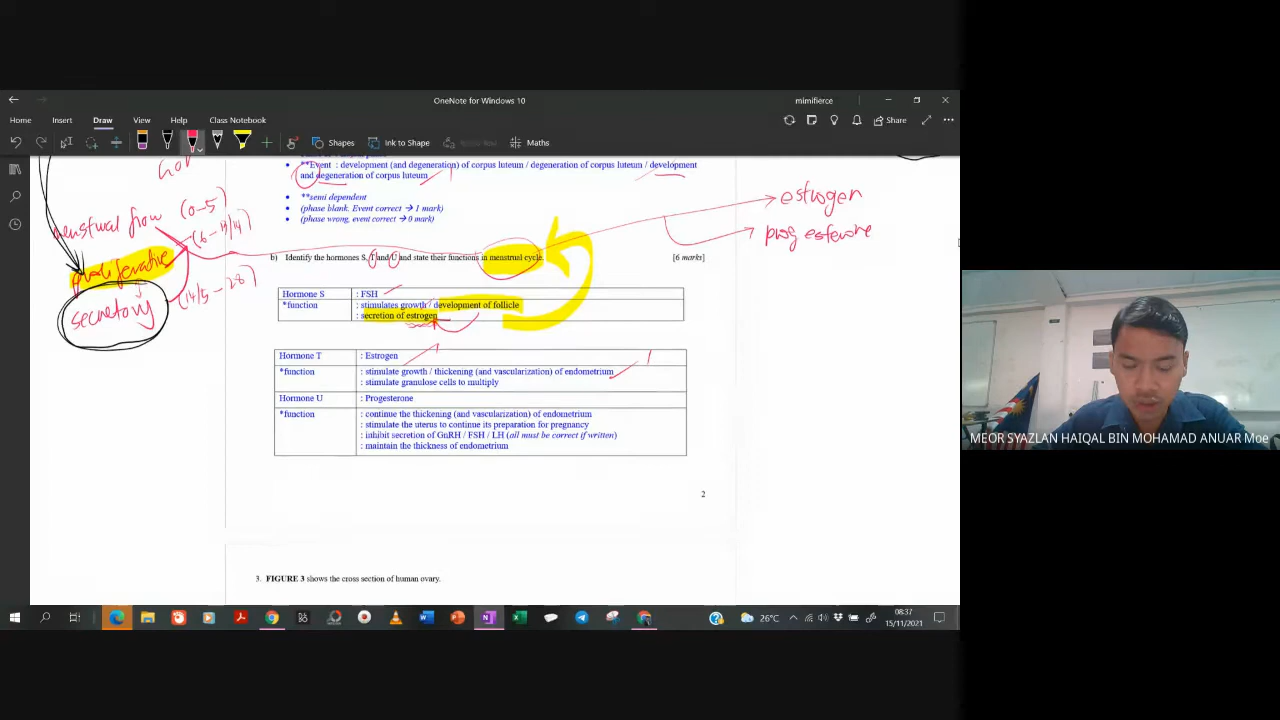 OneNote for Windows 10
mimifierce
Home Insert Draw View Help Class Notebook
Share
Shapes Ink to Shape Maths
**Event : development (and degeneration) of corpus luteum / degeneration of corpus luteum / development
and degeneration of corpus luteum
**semi dependent
(phase blank. Event correct → 1 mark)
(phase wrong, event correct → 0 mark)
menstrual flow (0-5)
proliferative
secretory
estrogen
progesterone
b) Identify the hormones S, T and U and state their functions in menstrual cycle. [6 marks]
Hormone S : FSH
*function : stimulates growth / development of follicle
: secretion of estrogen
Hormone T : Estrogen
*function : stimulate growth / thickening (and vascularization) of endometrium
: stimulate granulose cells to multiply
Hormone U : Progesterone
*function : continue the thickening (and vascularization) of endometrium
: stimulate the uterus to continue its preparation for pregnancy
: inhibit secretion of GnRH / FSH / LH (all must be correct if written)
: maintain the thickness of endometrium
2
3. FIGURE 3 shows the cross section of human ovary.
MEOR SYAZLAN HAIQAL BIN MOHAMAD ANUAR Moe
26°C
08:37
15/11/2021